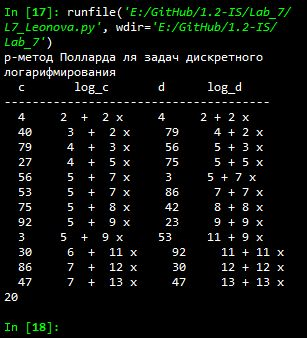 In [17]: runfile('E:/GitHub/1.2-IS/Lab_7/
L7_Leonova.py', wdir='E:/GitHub/1.2-IS/
Lab_7')
р-метод Полларда ля задач дискретного
логарифмирования
c log_c d log_d
------------------------------------
4 2 + 2 x 4 2 + 2 x
40 3 + 2 x 79 4 + 2 x
79 4 + 3 x 56 5 + 3 x
27 4 + 5 x 75 5 + 5 x
56 5 + 7 x 3 5 + 7 x
53 5 + 7 x 86 7 + 7 x
75 5 + 8 x 42 8 + 8 x
92 5 + 9 x 23 9 + 9 x
3 5 + 9 x 53 11 + 9 x
30 6 + 11 x 92 11 + 11 x
86 7 + 12 x 30 12 + 11 x
47 7 + 13 x 47 13 + 13 x
20
In [18]: